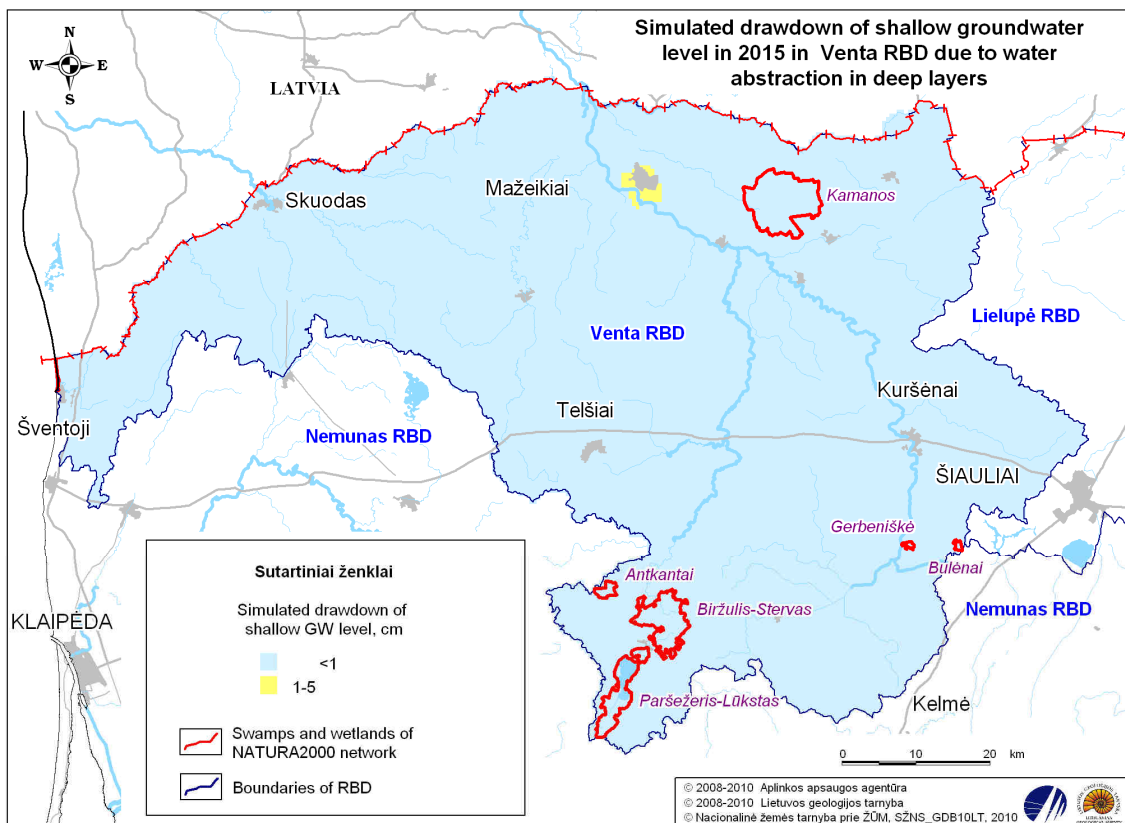 Simulated drawdown of shallow groundwater
level in 2015 in Venta RBD due to water
abstraction in deep layers
N
W
E
S
LATVIA
Skuodas
Mažeikiai
Kamanos
Venta RBD
Lielupė RBD
Šventoji
Nemunas RBD
Telšiai
Kuršėnai
ŠIAULIAI
Gerbeniškė
Bulėnai
Antkantai
Biržulis-Stervas
Nemunas RBD
KLAIPĖDA
Paršežeris-Lūkstas
Kelmė
Sutartiniai ženklai
Simulated drawdown of
shallow GW level, cm
<1
1-5
Swamps and wetlands of
NATURA2000 network
Boundaries of RBD
0 10 20 km
© 2008-2010 Aplinkos apsaugos agentūra
© 2008-2010 Lietuvos geologijos tarnyba
© Nacionalinė žemės tarnyba prie ŽŪM, SŽNS_GDB10LT, 2010